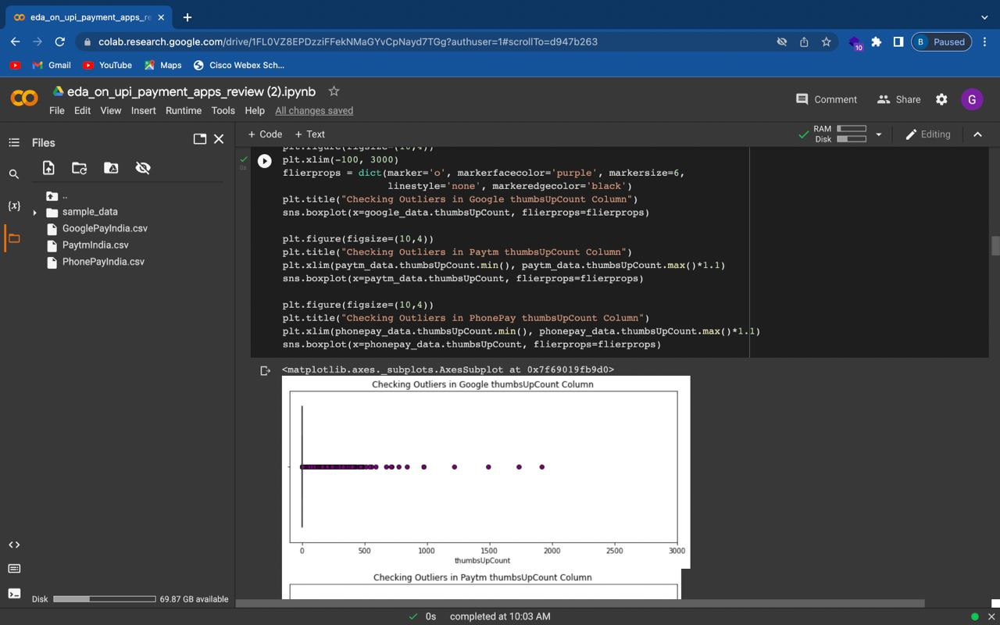 eda_on_upi_payment_apps_re
colab.research.google.com/drive/1FL0VZ8EPDzziFFekNMaGYvCpNayd7TGg?authuser=1#scrollTo=d947b263
10
B Paused
Gmail YouTube Maps Cisco Webex Sch...
eda_on_upi_payment_apps_review (2).ipynb
Comment Share G
File Edit View Insert Runtime Tools Help All changes saved
Files
+ Code + Text
RAM
Disk
Editing
..
{x}
sample_data
GooglePayIndia.csv
PaytmIndia.csv
PhonePayIndia.csv
0s
plt.figure(figsize=(10,4))
plt.xlim(-100, 3000)
flierprops = dict(marker='o', markerfacecolor='purple', markersize=6,
linestyle='none', markeredgecolor='black')
plt.title("Checking Outliers in Google thumbsUpCount Column")
sns.boxplot(x=google_data.thumbsUpCount, flierprops=flierprops)
plt.figure(figsize=(10,4))
plt.title("Checking Outliers in Paytm thumbsUpCount Column")
plt.xlim(paytm_data.thumbsUpCount.min(), paytm_data.thumbsUpCount.max()*1.1)
sns.boxplot(x=paytm_data.thumbsUpCount, flierprops=flierprops)
plt.figure(figsize=(10,4))
plt.title("Checking Outliers in PhonePay thumbsUpCount Column")
plt.xlim(phonepay_data.thumbsUpCount.min(), phonepay_data.thumbsUpCount.max()*1.1)
sns.boxplot(x=phonepay_data.thumbsUpCount, flierprops=flierprops)
<matplotlib.axes._subplots.AxesSubplot at 0x7f69019fb9d0>
Checking Outliers in Google thumbsUpCount Column
0 500 1000 1500 2000 2500 3000
thumbsUpCount
Checking Outliers in Paytm thumbsUpCount Column
Disk 69.87 GB available
0s completed at 10:03 AM